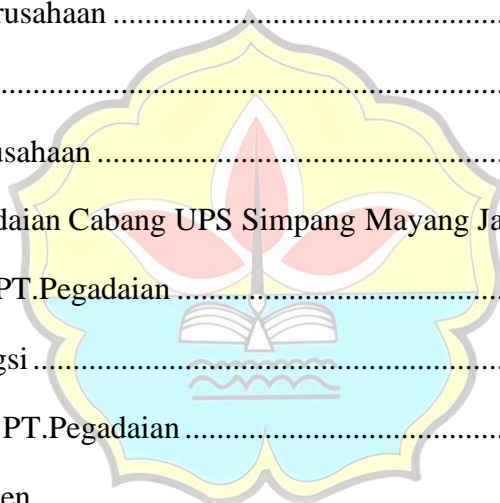 rusahaan ..........................................
..........................................................
usahaan ............................................
daian Cabang UPS Simpang Mayang Ja
PT.Pegadaian ...................................
gsi .....................................................
PT.Pegadaian ..................................
en